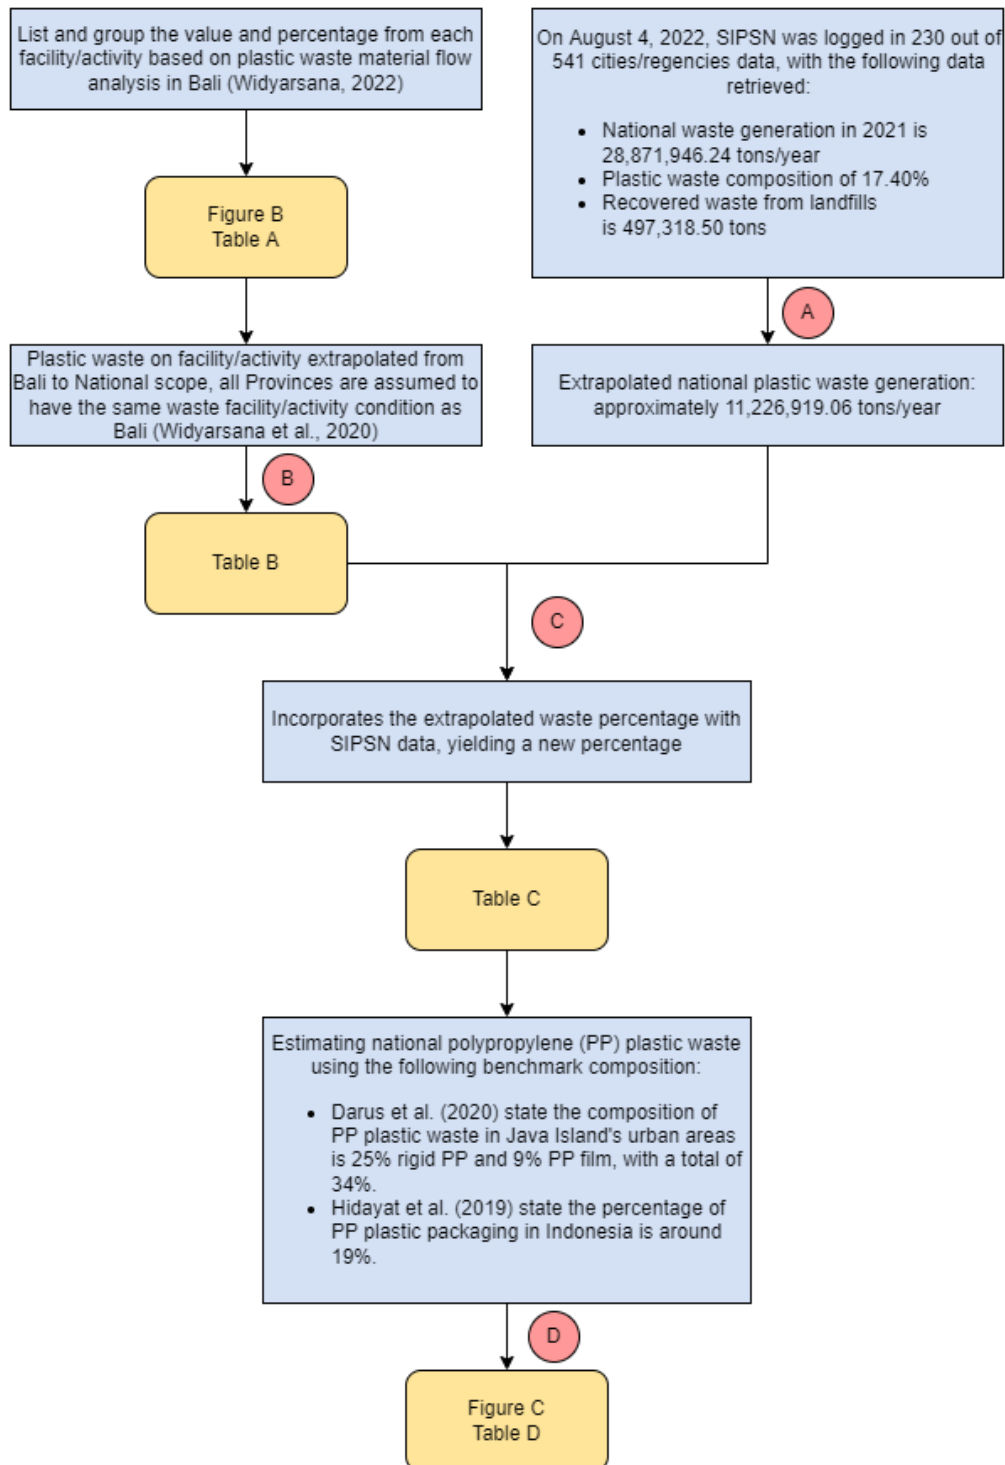 List and group the value and percentage from each
facility/activity based on plastic waste material flow
analysis in Bali (Widyarsana, 2022)
On August 4, 2022, SIPSN was logged in 230 out of
541 cities/regencies data, with the following data
retrieved:
• National waste generation in 2021 is
28,871,946.24 tons/year
• Plastic waste composition of 17.40%
• Recovered waste from landfills
is 497,318.50 tons
Figure B
Table A
A
Plastic waste on facility/activity extrapolated from
Bali to National scope, all Provinces are assumed to
have the same waste facility/activity condition as
Bali (Widyarsana et al., 2020)
Extrapolated national plastic waste generation:
approximately 11,226,919.06 tons/year
B
Table B
C
Incorporates the extrapolated waste percentage with
SIPSN data, yielding a new percentage
Table C
Estimating national polypropylene (PP) plastic waste
using the following benchmark composition:
• Darus et al. (2020) state the composition of
PP plastic waste in Java Island's urban areas
is 25% rigid PP and 9% PP film, with a total of
34%.
• Hidayat et al. (2019) state the percentage of
PP plastic packaging in Indonesia is around
19%.
D
Figure C
Table D